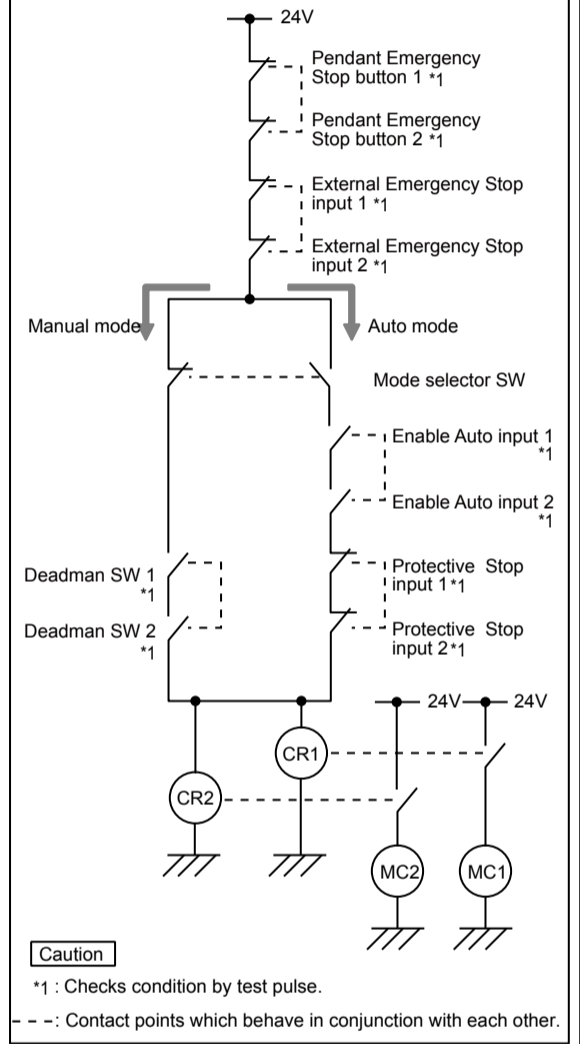 24V
Pendant Emergency
Stop button 1 *1
Pendant Emergency
Stop button 2 *1
External Emergency Stop
input 1 *1
External Emergency Stop
input 2 *1
Manual mode
Auto mode
Mode selector SW
Enable Auto input 1
*1
Enable Auto input 2
*1
Deadman SW 1
*1
Protective Stop
input 1*1
Deadman SW 2
*1
Protective Stop
input 2*1
24V
24V
CR1
CR2
MC2
MC1
Caution
*1 : Checks condition by test pulse.
- - -: Contact points which behave in conjunction with each other.